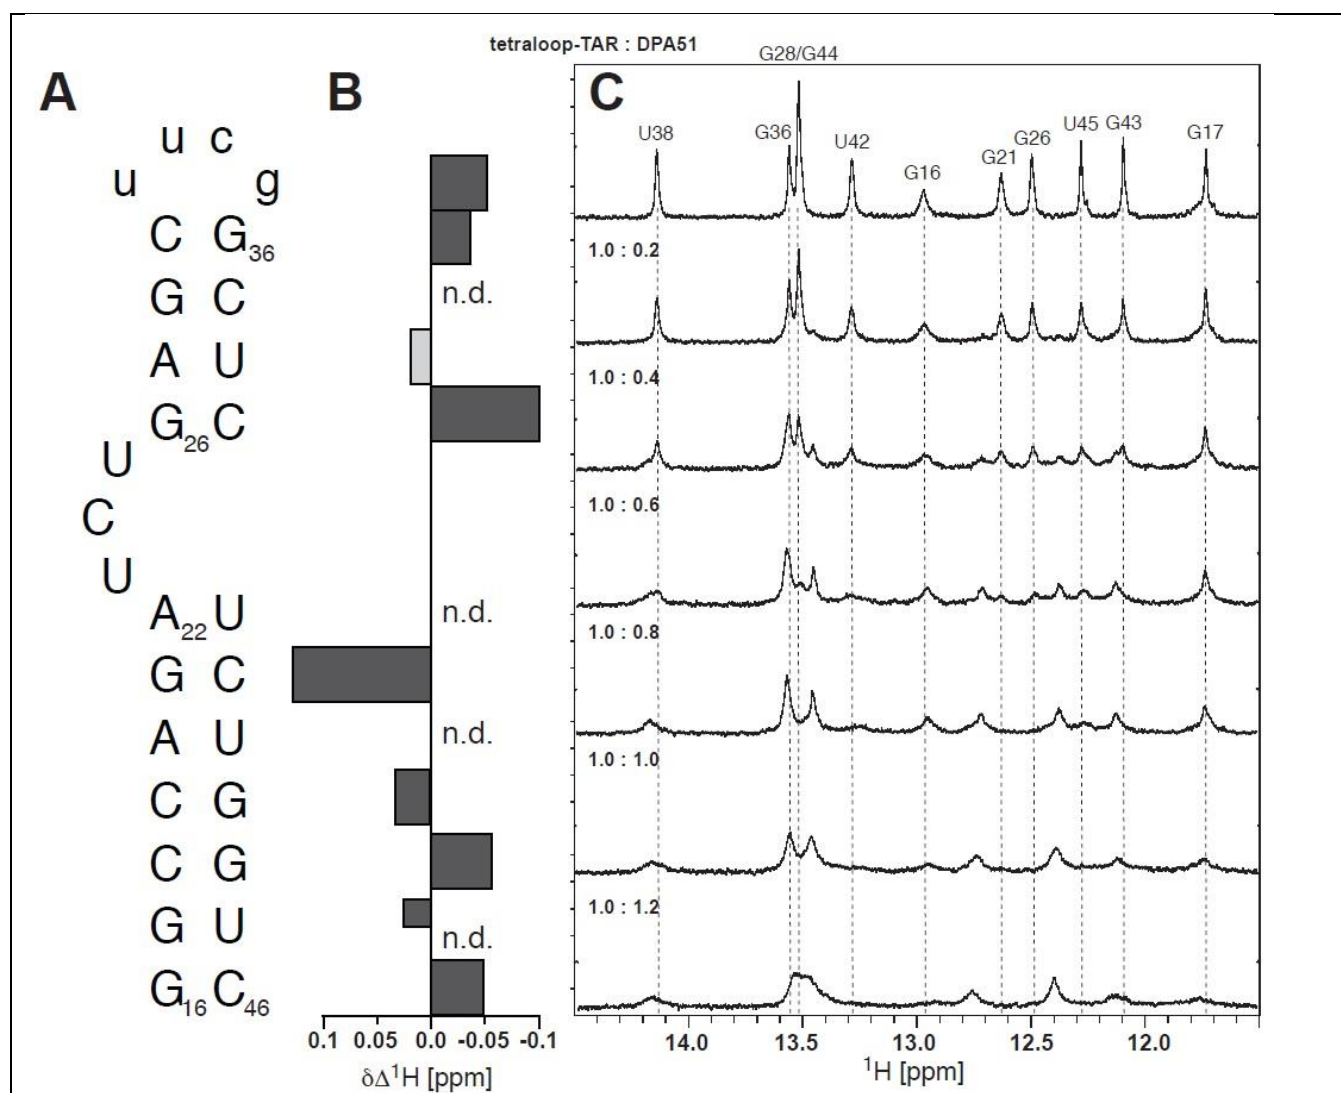 tetraloop-TAR : DPA51
A
B
C
u c
u g
C G36
G C
A U
G26 C
U
C
U
A22 U
G C
A U
C G
C G
G U
G16 C46
n.d.
n.d.
n.d.
n.d.
0.1 0.05 0.0 -0.05 -0.1
δΔ1H [ppm]
G28/G44
U38 G36 U42 G16 G21 G26 U45 G43 G17
1.0 : 0.2
1.0 : 0.4
1.0 : 0.6
1.0 : 0.8
1.0 : 1.0
1.0 : 1.2
14.0 13.5 13.0 12.5 12.0
1H [ppm]